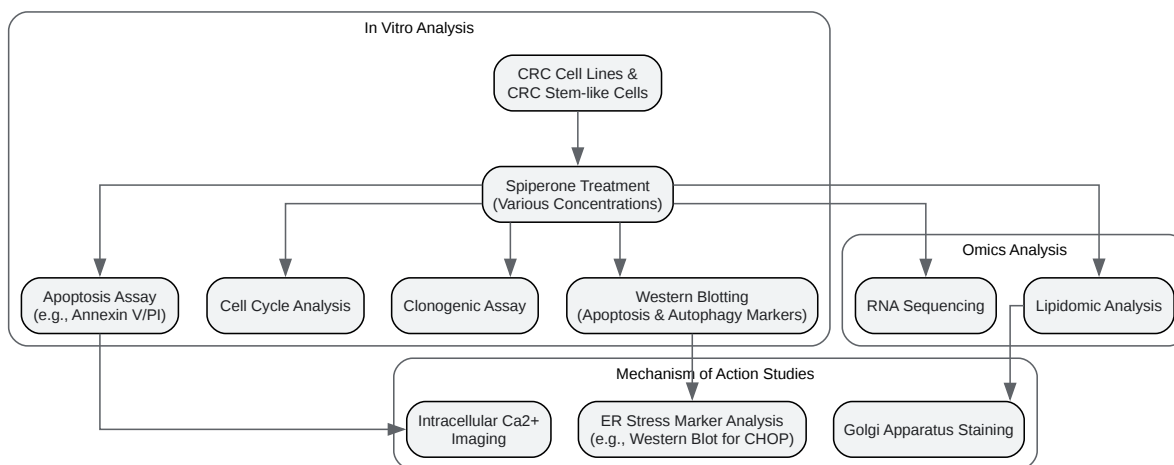 In Vitro Analysis
CRC Cell Lines &
CRC Stem-like Cells
Spiperone Treatment
(Various Concentrations)
Omics Analysis
Apoptosis Assay
(e.g., Annexin V/PI)
Cell Cycle Analysis
Clonogenic Assay
Western Blotting
(Apoptosis & Autophagy Markers)
RNA Sequencing
Lipidomic Analysis
Mechanism of Action Studies
Intracellular Ca2+
Imaging
ER Stress Marker Analysis
(e.g., Western Blot for CHOP)
Golgi Apparatus Staining